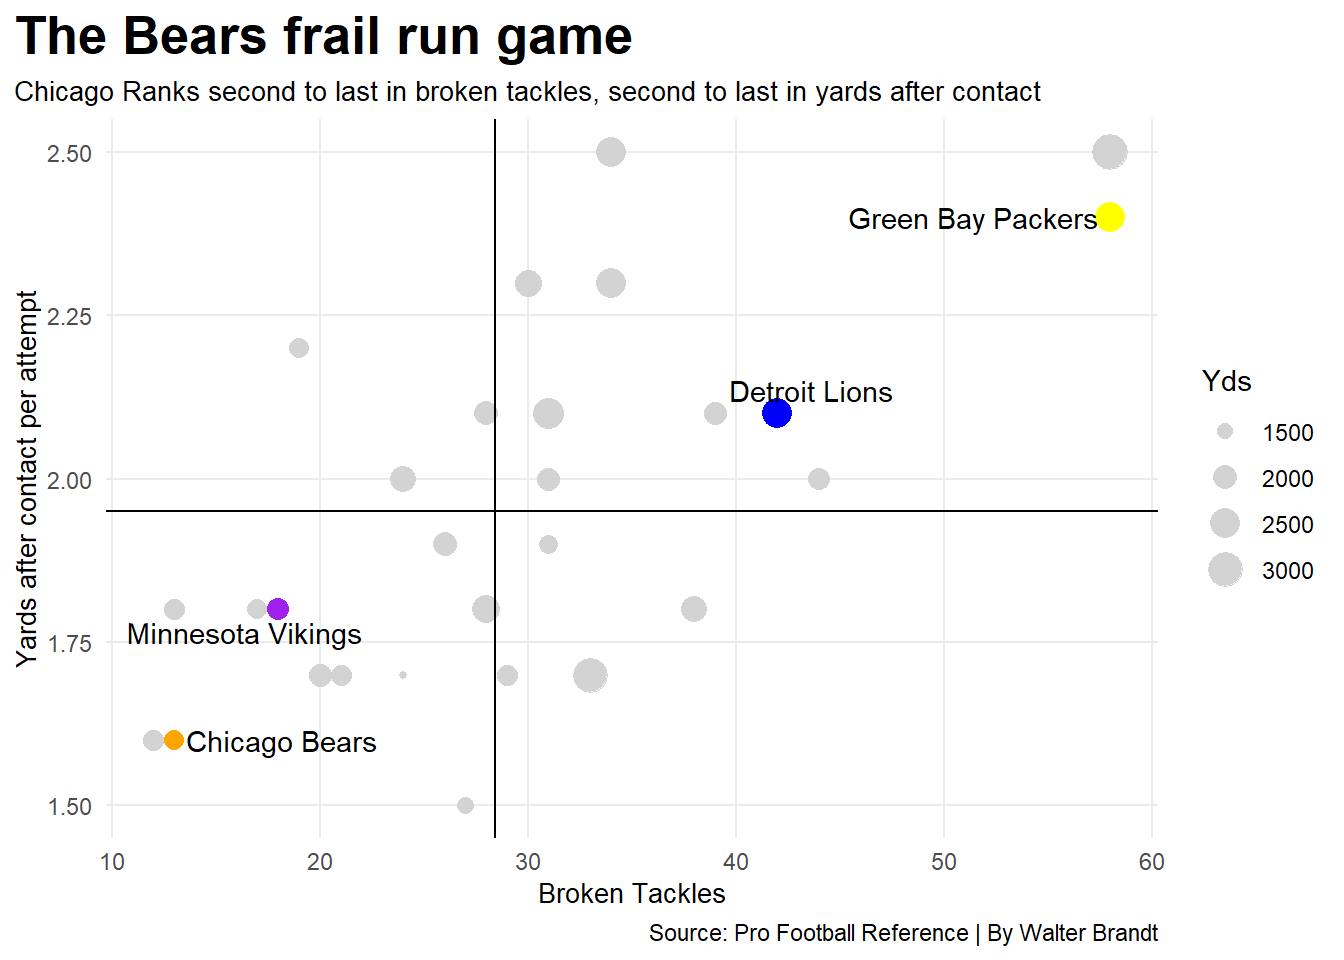 The Bears frail run game
Chicago Ranks second to last in broken tackles, second to last in yards after contact
Yards after contact per attempt
2.50
2.25
2.00
1.75
1.50
Green Bay Packers
Detroit Lions
Minnesota Vikings
Chicago Bears
10 20 30 40 50 60
Broken Tackles
Yds
1500
2000
2500
3000
Source: Pro Football Reference | By Walter Brandt